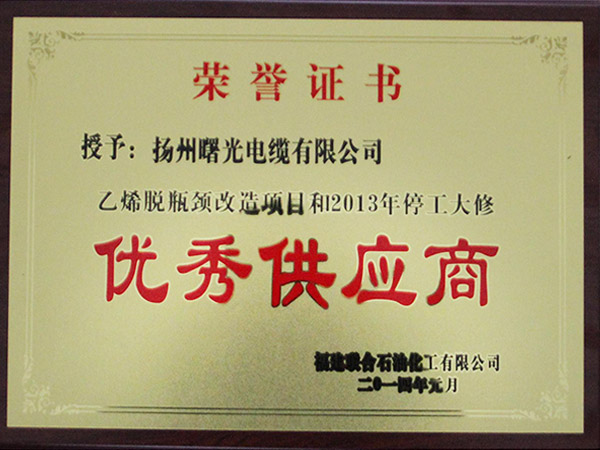 荣誉证书
授予：扬州曙光电缆有限公司
乙烯脱瓶颈改造项目和2013年停工大修
优秀供应商
福建联合石油化工有限公司
二〇一四年元月